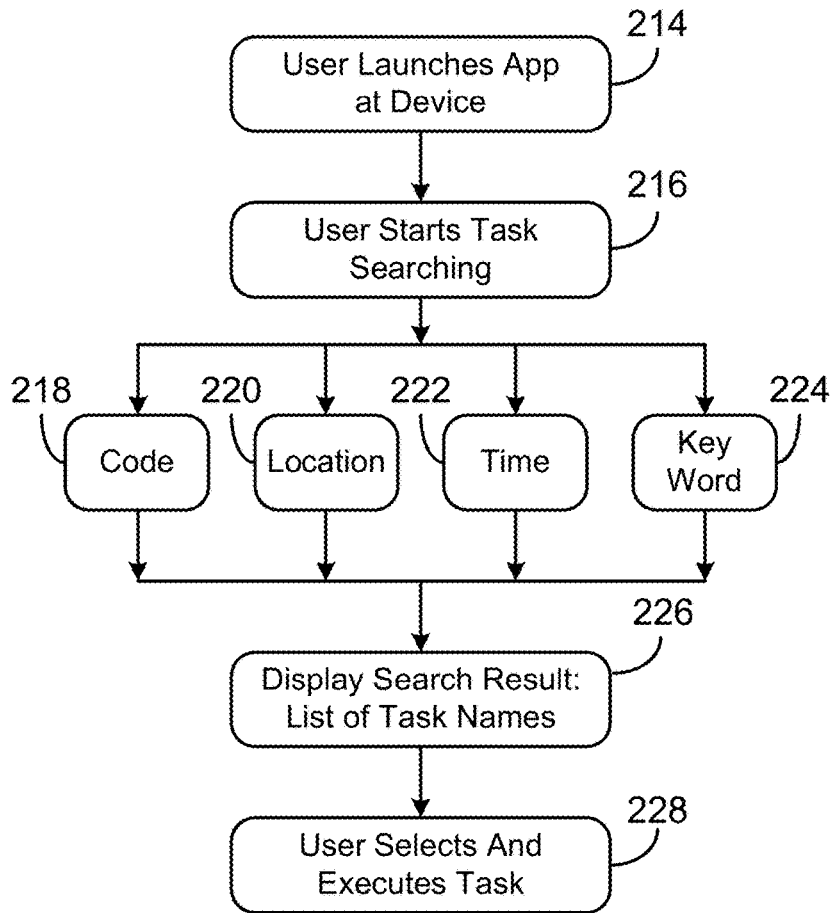 214
User Launches App
at Device
216
User Starts Task
Searching
218
220
222
224
Code
Location
Time
Key
Word
226
Display Search Result:
List of Task Names
228
User Selects And
Executes Task